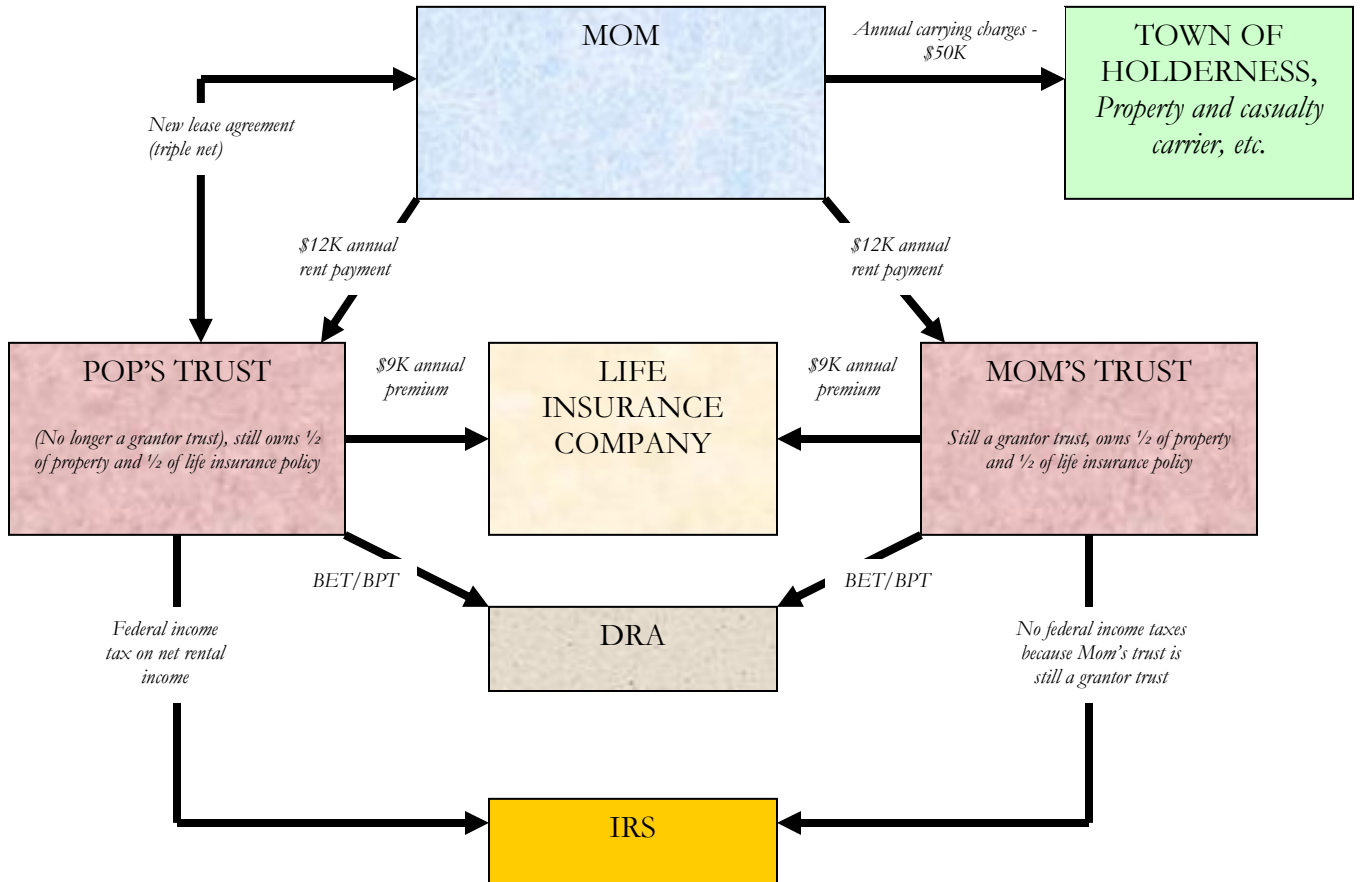 MOM
Annual carrying charges -
$50K
TOWN OF
HOLDERNESS,
Property and casualty
carrier, etc.
New lease agreement
(triple net)
$12K annual
rent payment
$12K annual
rent payment
POP'S TRUST
(No longer a grantor trust), still owns ½
of property and ½ of life insurance policy
$9K annual
premium
LIFE
INSURANCE
COMPANY
$9K annual
premium
MOM'S TRUST
Still a grantor trust, owns ½ of property
and ½ of life insurance policy
BET/BPT
BET/BPT
DRA
Federal income
tax on net rental
income
No federal income taxes
because Mom's trust is
still a grantor trust
IRS